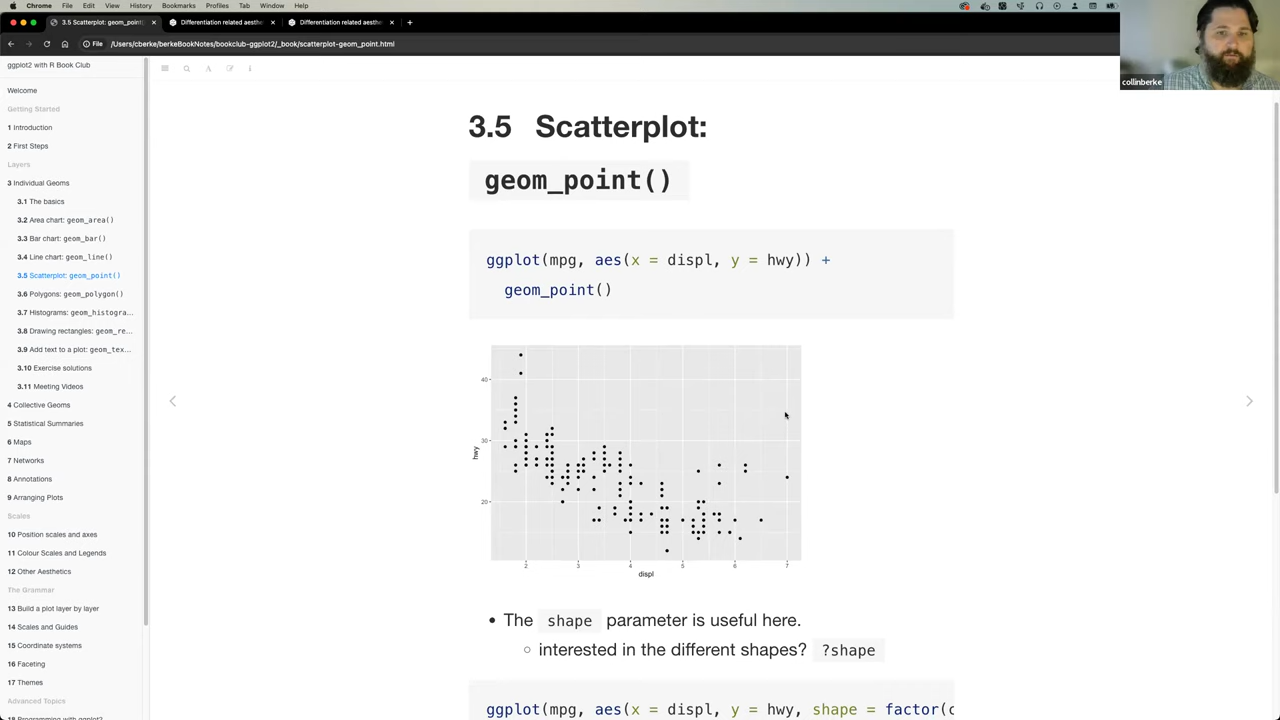 Chrome File Edit View History Bookmarks Profiles Tab Window Help
3.5 Scatterplot: geom_point(
Differentiation related aesthe
Differentiation related aesthe
File /Users/cberke/berkeBookNotes/bookclub-ggplot2/_book/scatterplot-geom_point.html
collinberke
ggplot2 with R Book Club
Welcome
Getting Started
1 Introduction
2 First Steps
Layers
3 Individual Geoms
3.1 The basics
3.2 Area chart: geom_area()
3.3 Bar chart: geom_bar()
3.4 Line chart: geom_line()
3.5 Scatterplot: geom_point()
3.6 Polygons: geom_polygon()
3.7 Histograms: geom_histogra...
3.8 Drawing rectangles: geom_re...
3.9 Add text to a plot: geom_tex...
3.10 Exercise solutions
3.11 Meeting Videos
4 Collective Geoms
5 Statistical Summaries
6 Maps
7 Networks
8 Annotations
9 Arranging Plots
Scales
10 Position scales and axes
11 Colour Scales and Legends
12 Other Aesthetics
The Grammar
13 Build a plot layer by layer
14 Scales and Guides
15 Coordinate systems
16 Faceting
17 Themes
Advanced Topics
18 Programming with ggplot2
3.5 Scatterplot:
geom_point()
ggplot(mpg, aes(x = displ, y = hwy)) +
geom_point()
40
30
20
hwy
2 3 4 5 6 7
displ
• The shape parameter is useful here.
○ interested in the different shapes? ?shape
ggplot(mpg, aes(x = displ, y = hwy, shape = factor(c